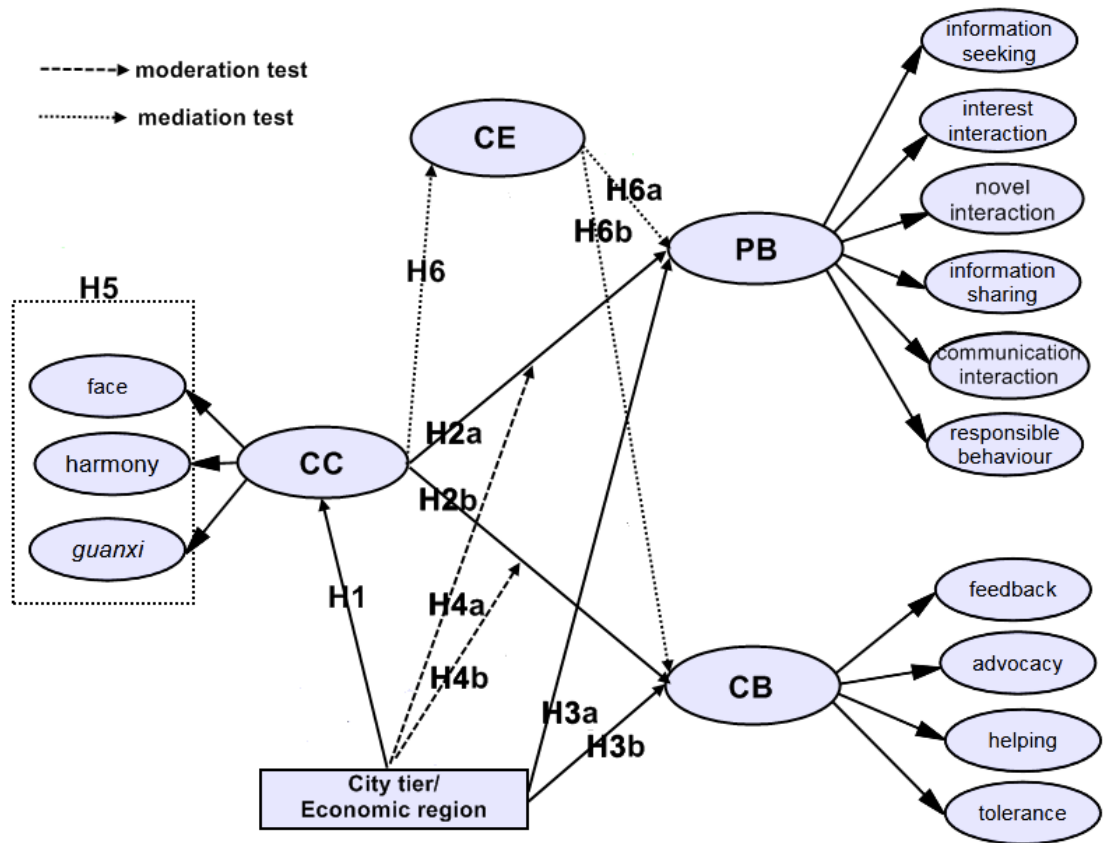 moderation test
mediation test
CE
H6a
H6b
H6
PB
information
seeking
interest
interaction
novel
interaction
information
sharing
communication
interaction
responsible
behaviour
H5
face
harmony
guanxi
CC
H2a
H2b
H1
H4a
H4b
H3a
H3b
City tier/
Economic region
CB
feedback
advocacy
helping
tolerance